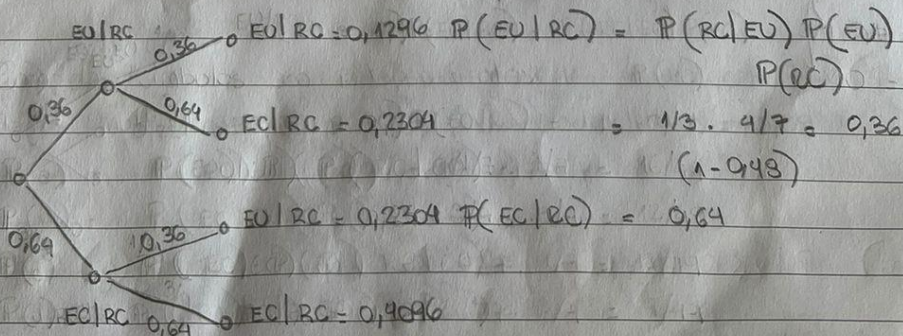 EU|RC
0,36 EU|RC = 0,1296 P(EU|RC) = P(RC|EU) P(EU)
P(RC)
0,36 0,64 EC|RC = 0,2304 = 1/3 . 4/7 = 0,36
(1-0,48)
0,64 0,36 EU|RC = 0,2304 P(EC|RC) = 0,64
EC|RC 0,64 EC|RC = 0,4096